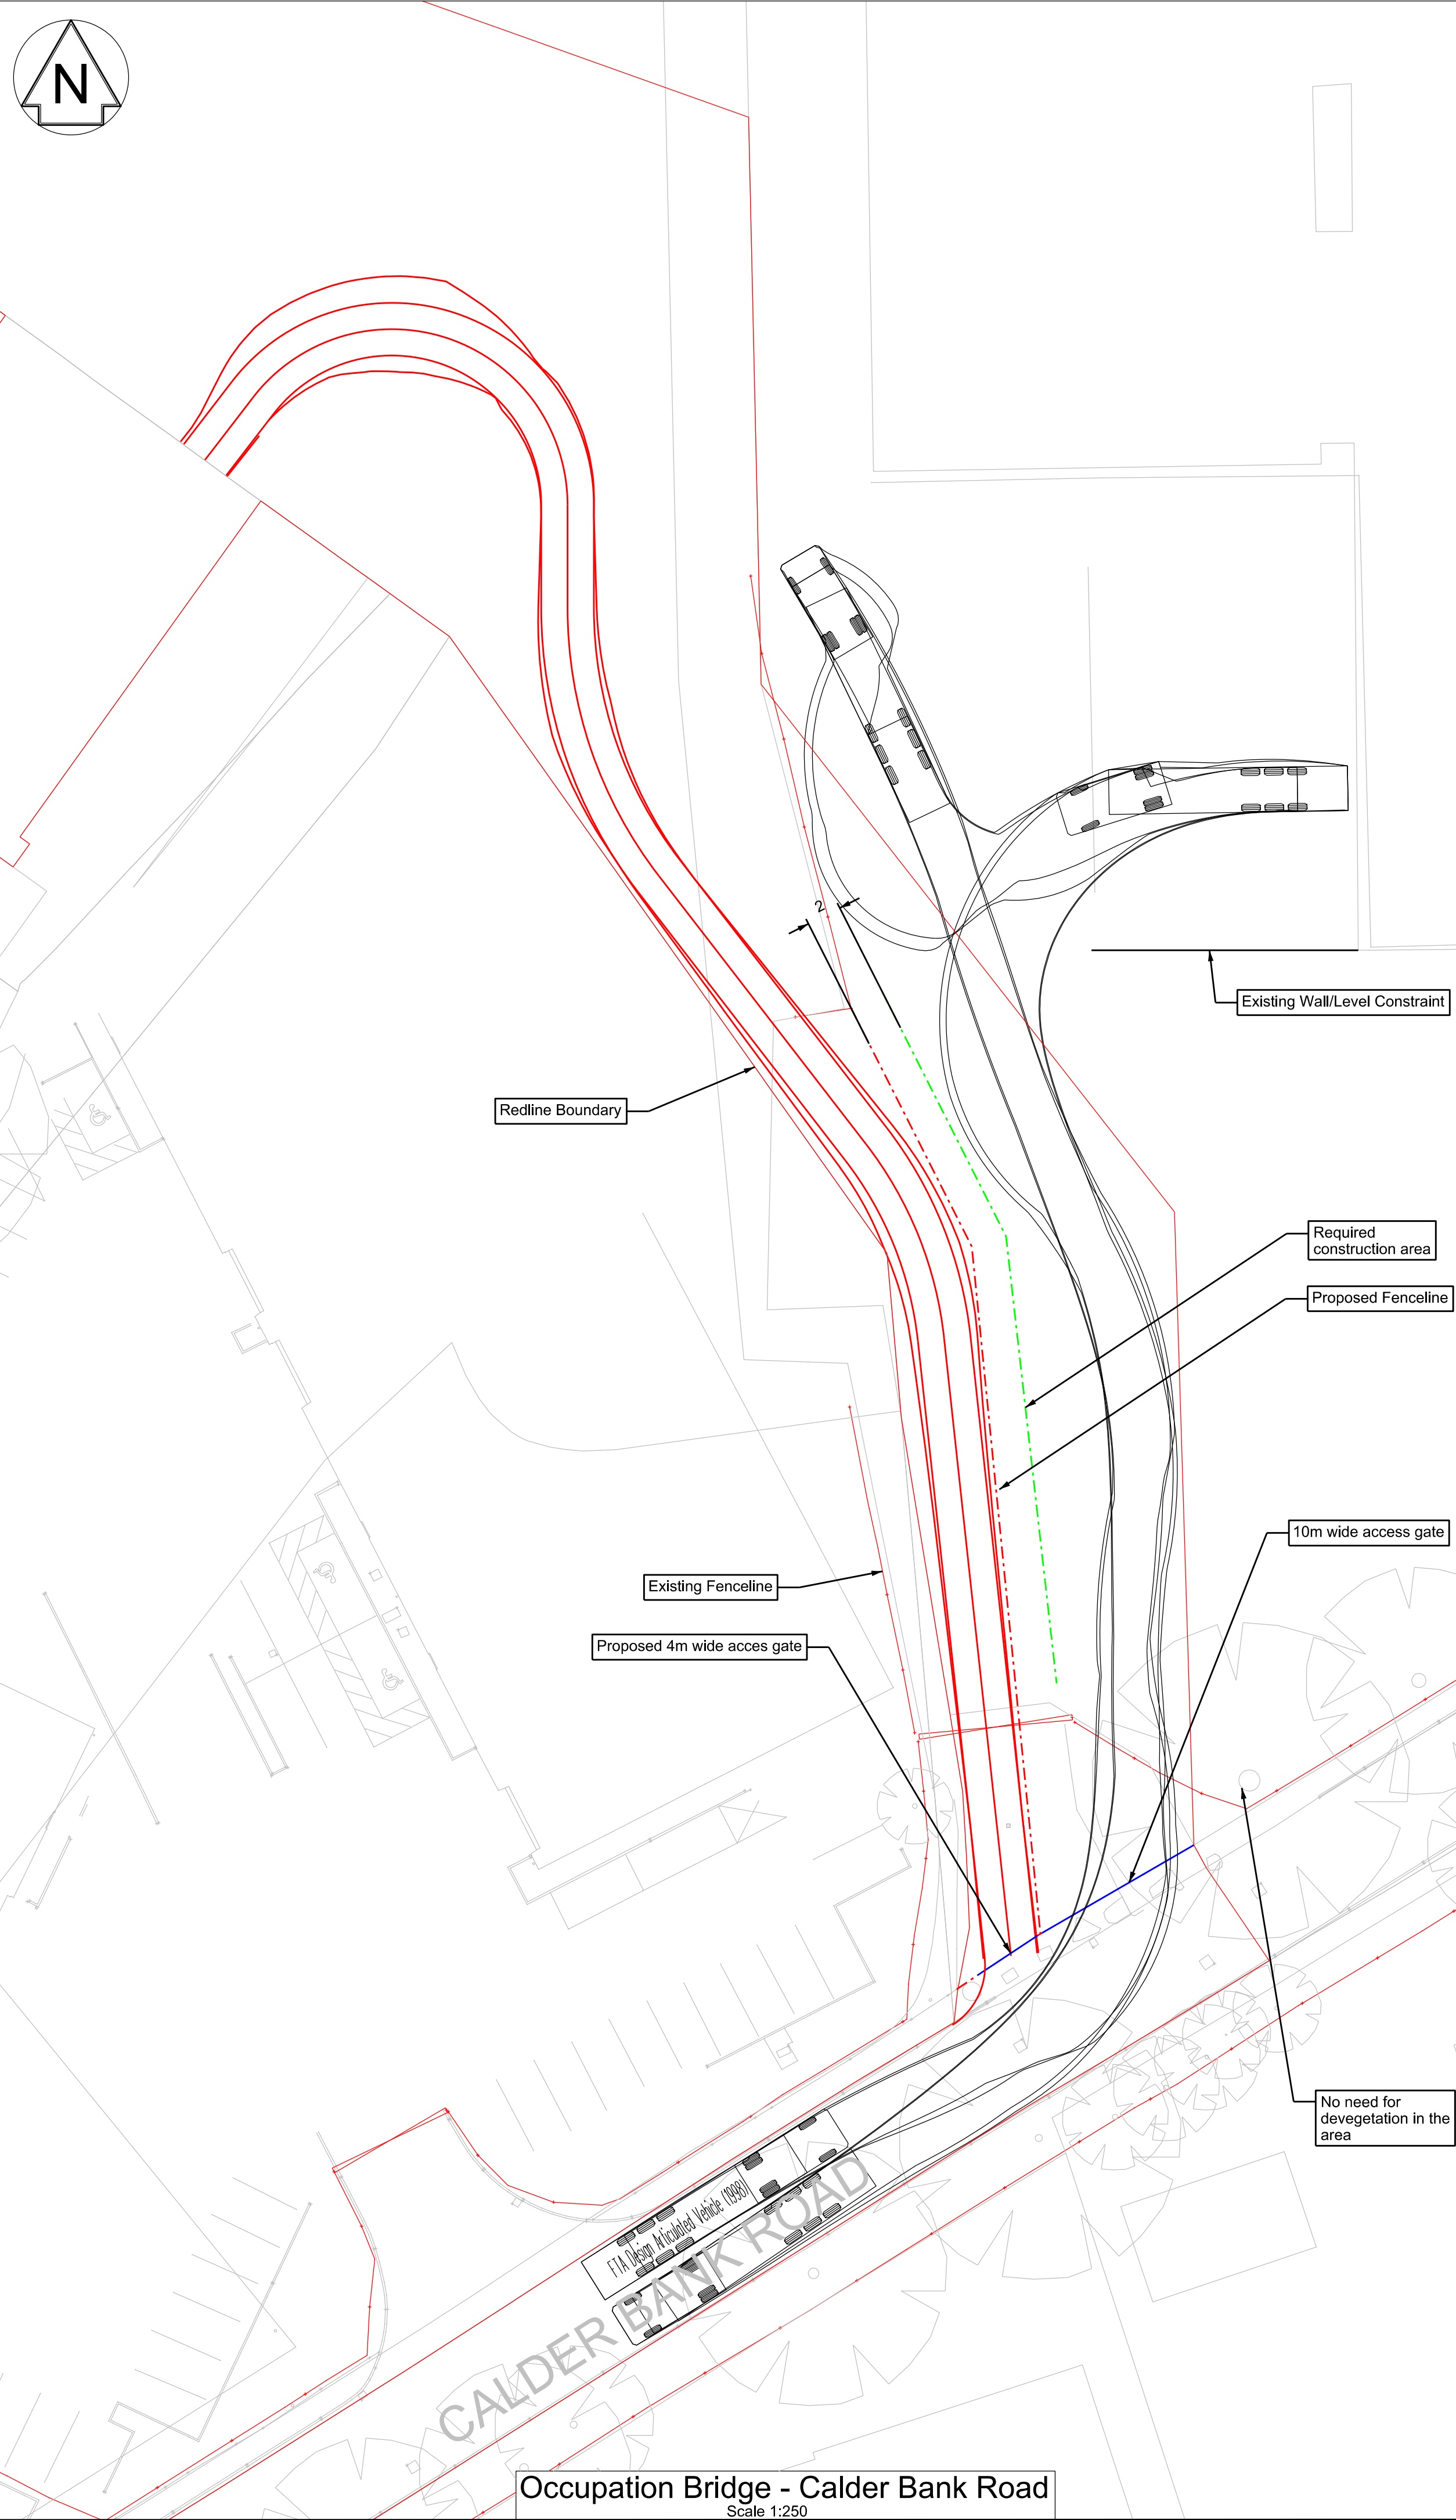 N
2
Existing Wall/Level Constraint
Redline Boundary
Required
construction area
Proposed Fenceline
10m wide access gate
Existing Fenceline
Proposed 4m wide acces gate
No need for
devegetation in the
area
FTA Design Articulated Vehicle (1998)
CALDER BANK ROAD
Occupation Bridge - Calder Bank Road
Scale 1:250